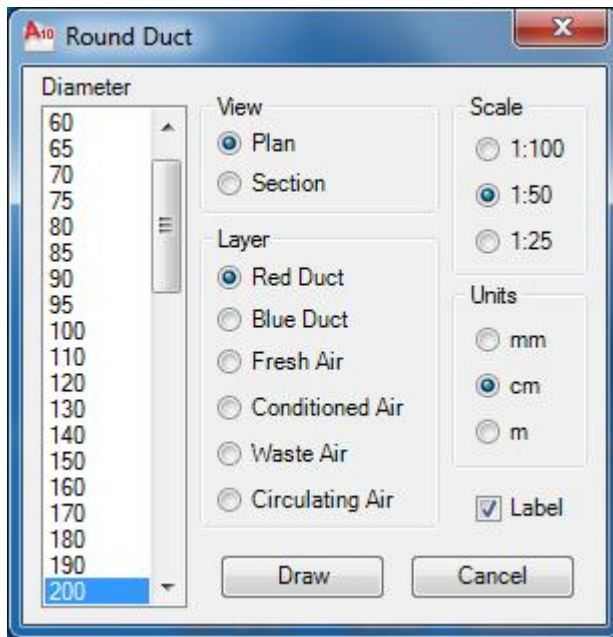 A10 Round Duct
Diameter
60
65
70
75
80
85
90
95
100
110
120
130
140
150
160
170
180
190
200
View
Plan
Section
Layer
Red Duct
Blue Duct
Fresh Air
Conditioned Air
Waste Air
Circulating Air
Scale
1:100
1:50
1:25
Units
mm
cm
m
Label
Draw
Cancel